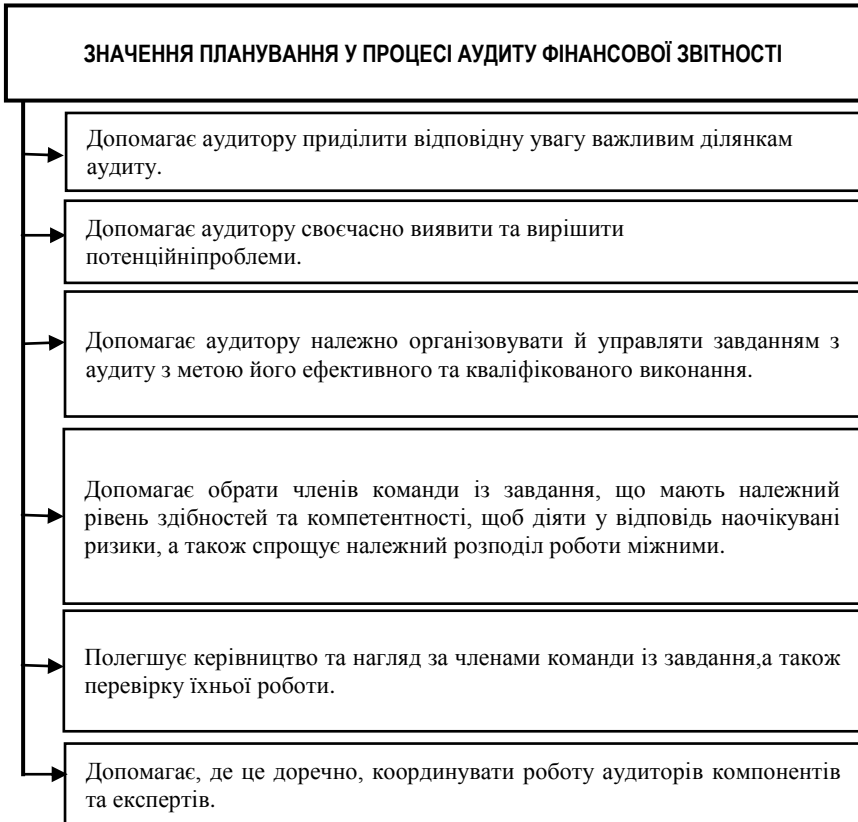 ЗНАЧЕННЯ ПЛАНУВАННЯ У ПРОЦЕСІ АУДИТУ ФІНАНСОВОЇ ЗВІТНОСТІ
Допомагає аудитору приділити відповідну увагу важливим ділянкам
аудиту.
Допомагає аудитору своєчасно виявити та вирішити
потенційніпроблеми.
Допомагає аудитору належно організовувати й управляти завданням з
аудиту з метою його ефективного та кваліфікованого виконання.
Допомагає обрати членів команди із завдання, що мають належний
рівень здібностей та компетентності, щоб діяти у відповідь наочікувані
ризики, а також спрощує належний розподіл роботи міжними.
Полегшує керівництво та нагляд за членами команди із завдання,а також
перевірку їхньої роботи.
Допомагає, де це доречно, координувати роботу аудиторів компонентів
та експертів.